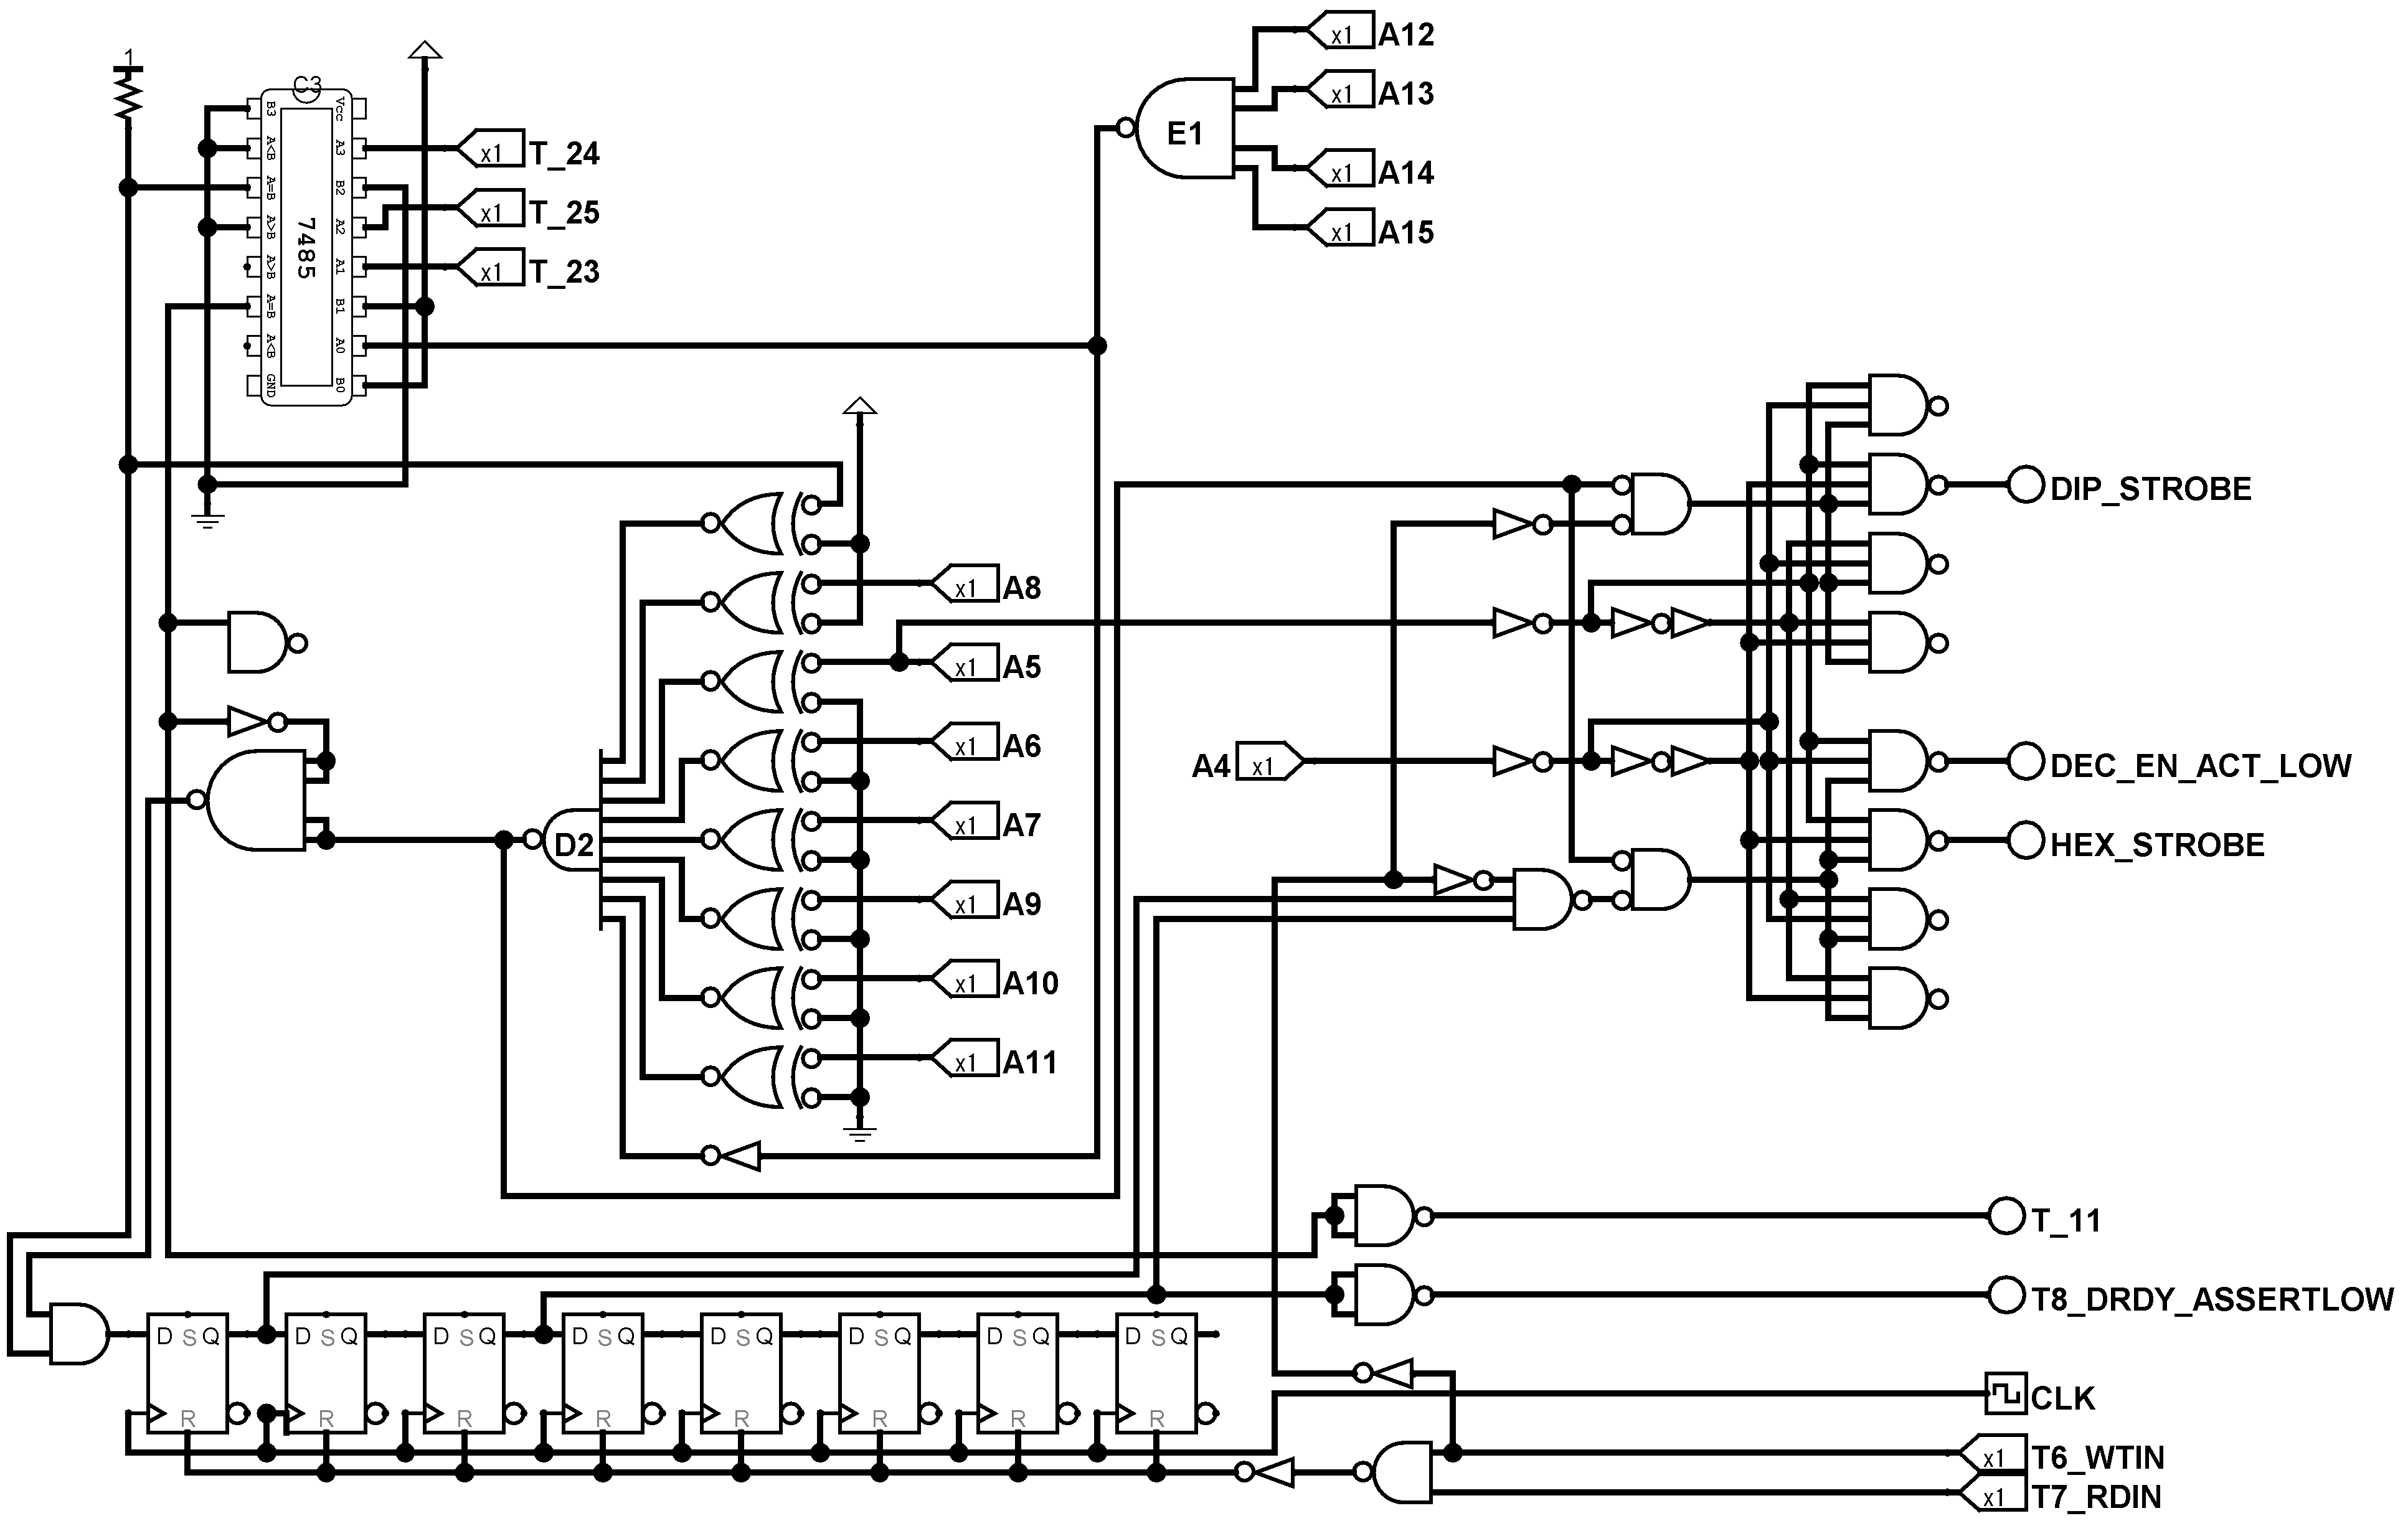 1
C3
B3
A<B
A=B
A>B
A>B
A=B
A<B
GND
7485
Vcc
A3
B2
A2
A1
B1
A0
B0
x1 T_24
x1 T_25
x1 T_23
E1
x1 A12
x1 A13
x1 A14
x1 A15
DIP_STROBE
x1 A8
x1 A5
x1 A6
A4 x1
DEC_EN_ACT_LOW
D2
x1 A7
HEX_STROBE
x1 A9
x1 A10
x1 A11
T_11
T8_DRDY_ASSERTLOW
D S Q D S Q D S Q D S Q D S Q D S Q D S Q D S Q
R R R R R R R R
CLK
x1 T6_WTIN
x1 T7_RDIN